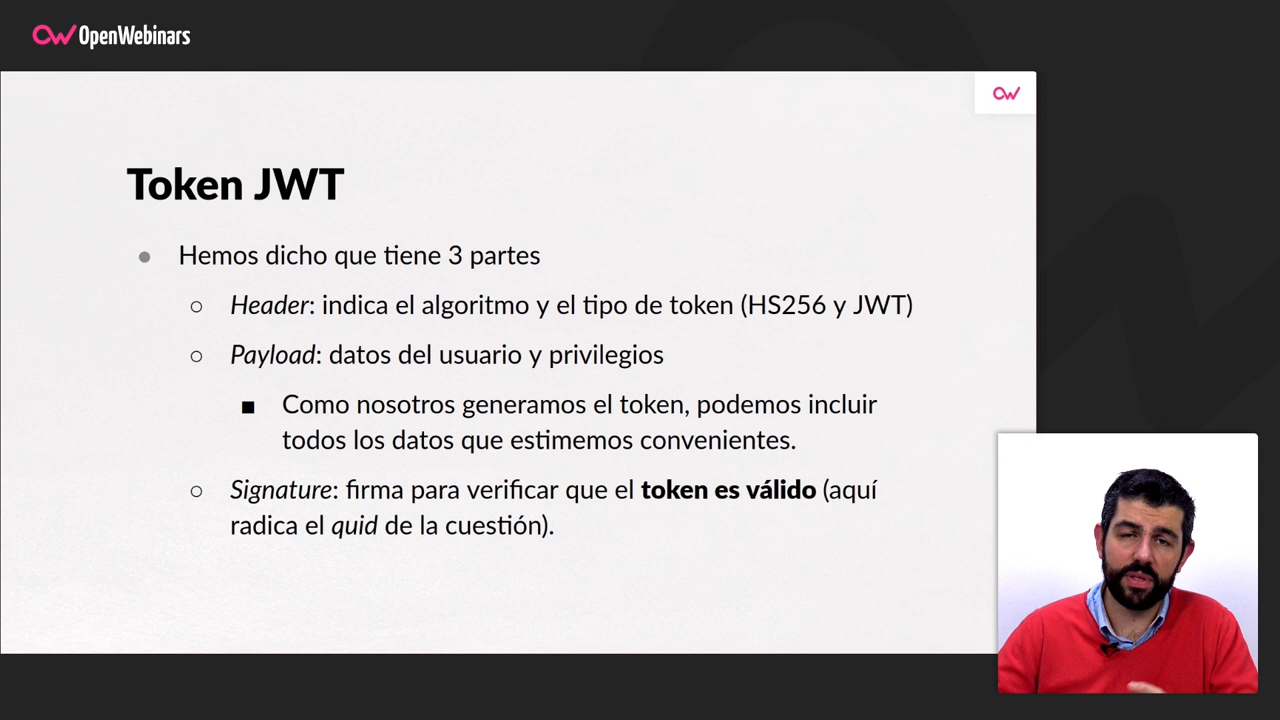 OpenWebinars
Token JWT
● Hemos dicho que tiene 3 partes
○ Header: indica el algoritmo y el tipo de token (HS256 y JWT)
○ Payload: datos del usuario y privilegios
■ Como nosotros generamos el token, podemos incluir
todos los datos que estimemos convenientes.
○ Signature: firma para verificar que el token es válido (aquí
radica el quid de la cuestión).